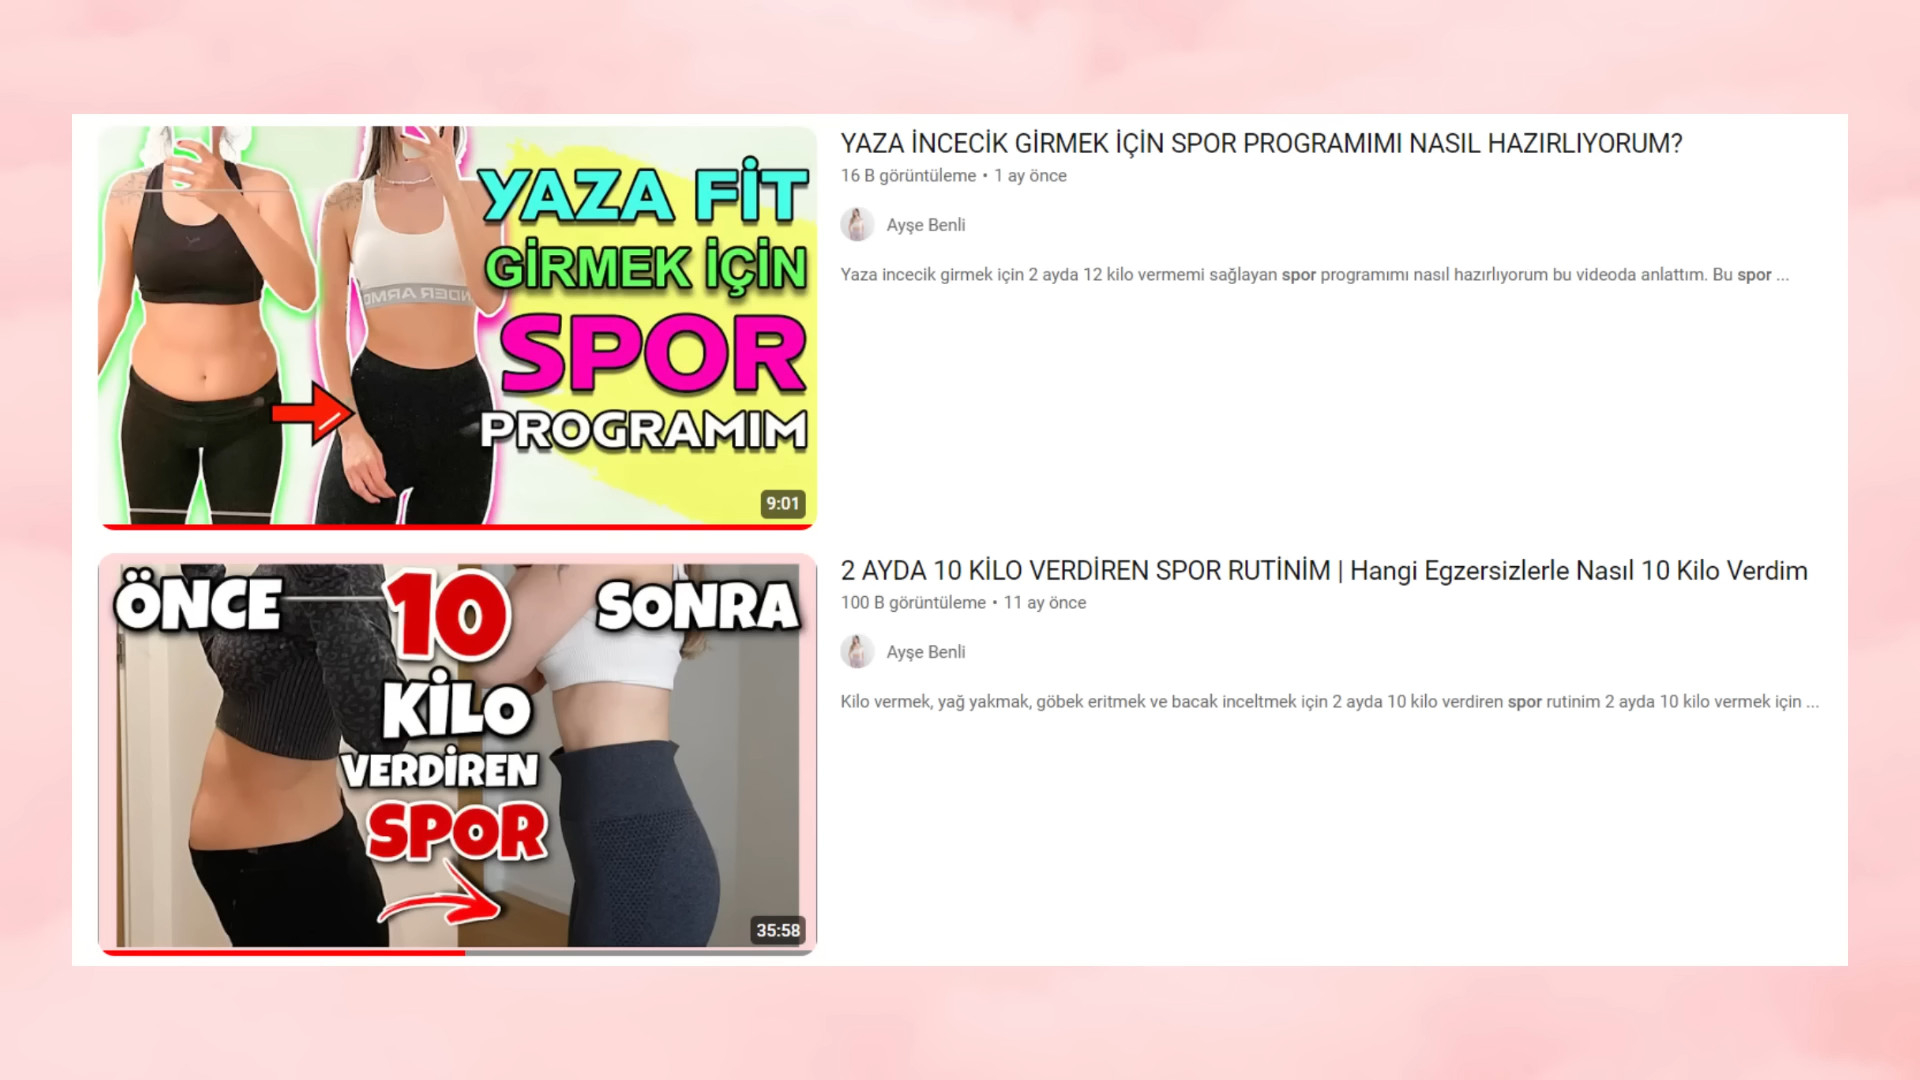 YAZA FİT
GİRMEK İÇİN
SPOR
PROGRAMIM
9:01
YAZA İNCECİK GİRMEK İÇİN SPOR PROGRAMIMI NASIL HAZIRLIYORUM?
16 B görüntüleme • 1 ay önce
Ayşe Benli
Yaza incecik girmek için 2 ayda 12 kilo vermemi sağlayan spor programımı nasıl hazırlıyorum bu videoda anlattım. Bu spor ...
ÖNCE
10
SONRA
KİLO
VERDİREN
SPOR
35:58
2 AYDA 10 KİLO VERDİREN SPOR RUTİNİM | Hangi Egzersizlerle Nasıl 10 Kilo Verdim
100 B görüntüleme • 11 ay önce
Ayşe Benli
Kilo vermek, yağ yakmak, göbek eritmek ve bacak inceltmek için 2 ayda 10 kilo verdiren spor rutinim 2 ayda 10 kilo vermek için ...